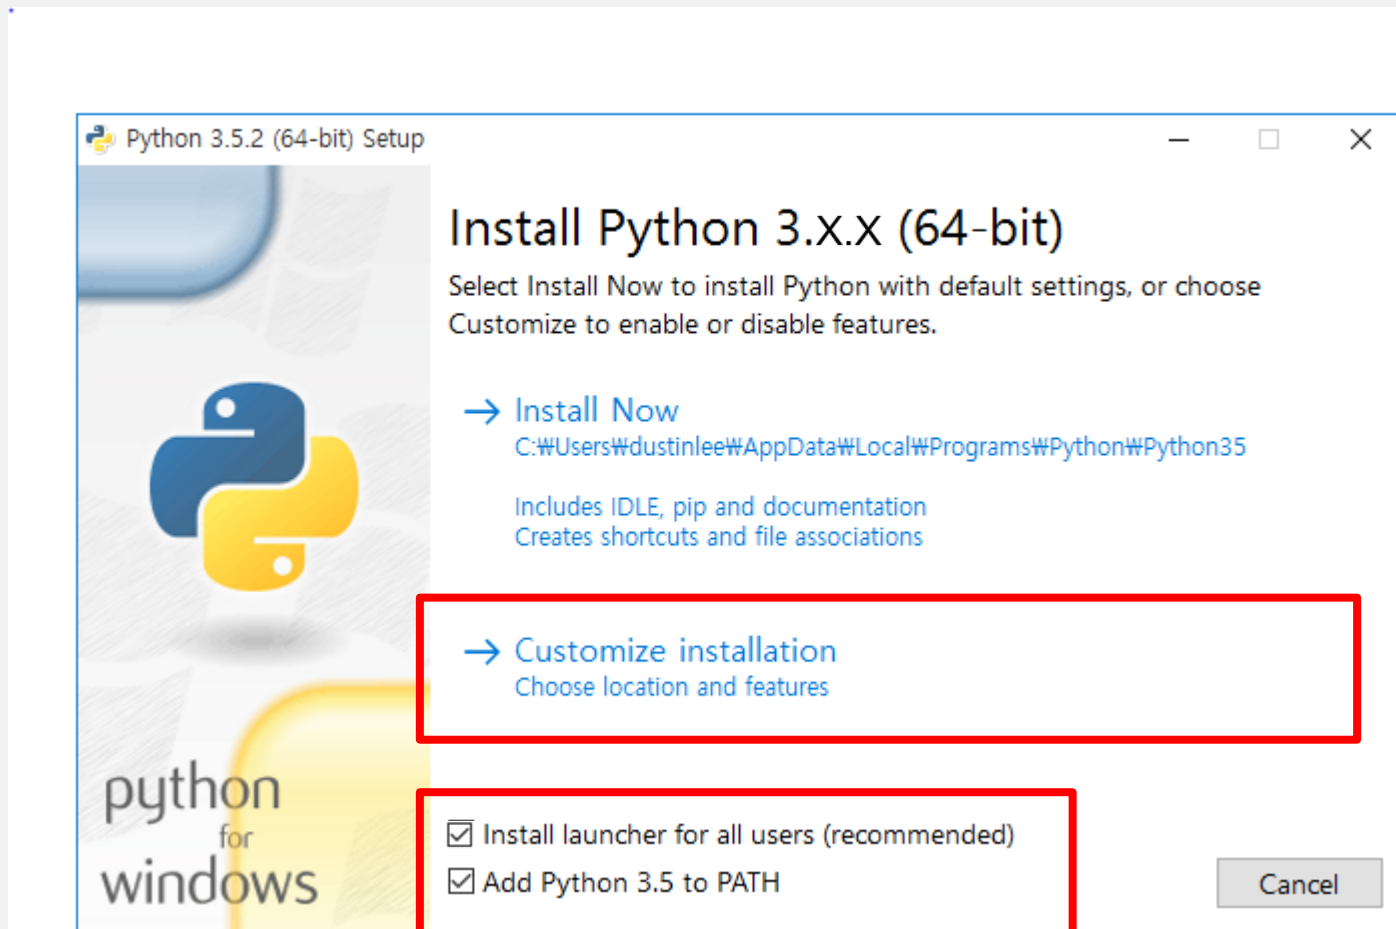 Python 3.5.2 (64-bit) Setup
Install Python 3.x.x (64-bit)
Select Install Now to install Python with default settings, or choose
Customize to enable or disable features.
Install Now
C:₩Users₩dustinlee₩AppData₩Local₩Programs₩Python₩Python35
Includes IDLE, pip and documentation
Creates shortcuts and file associations
Customize installation
Choose location and features
python
for
windows
Install launcher for all users (recommended)
Add Python 3.5 to PATH
Cancel